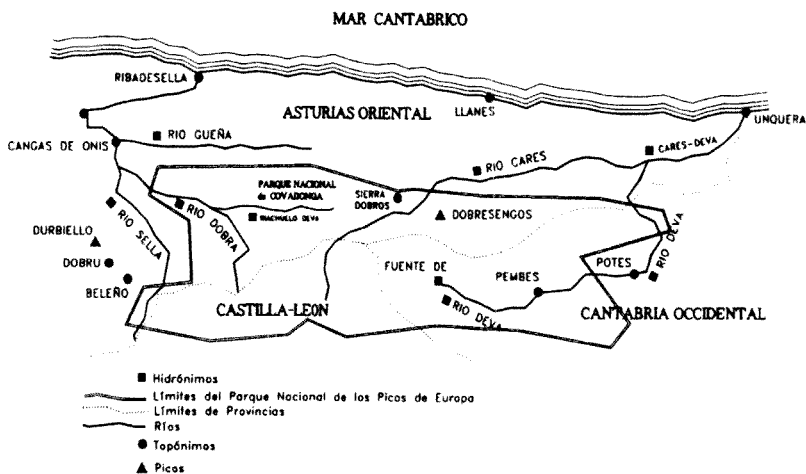 MAR CANTABRICO
RIBADESELLA
ASTURIAS ORIENTAL
LLANES
UNQUERA
CANGAS DE ONIS
RIO GUEÑA
CARES-DEVA
RIO CARES
PARQUE NACIONAL
de COVADONGA
SIERRA
DOBROS
RIO SELLA
RIO DOBRA
RIACHUELO DEVA
DOBRESENGOS
DURBIELLO
DOBRU
BELEÑO
FUENTE DE
PEMBES
POTES
RIO DEVA
RIO DEVA
CASTILLA-LEON
CANTABRIA OCCIDENTAL
Hidrónimos
Límites del Parque Nacional de los Picos de Europa
Límites de Provincias
Ríos
Topónimos
Picos